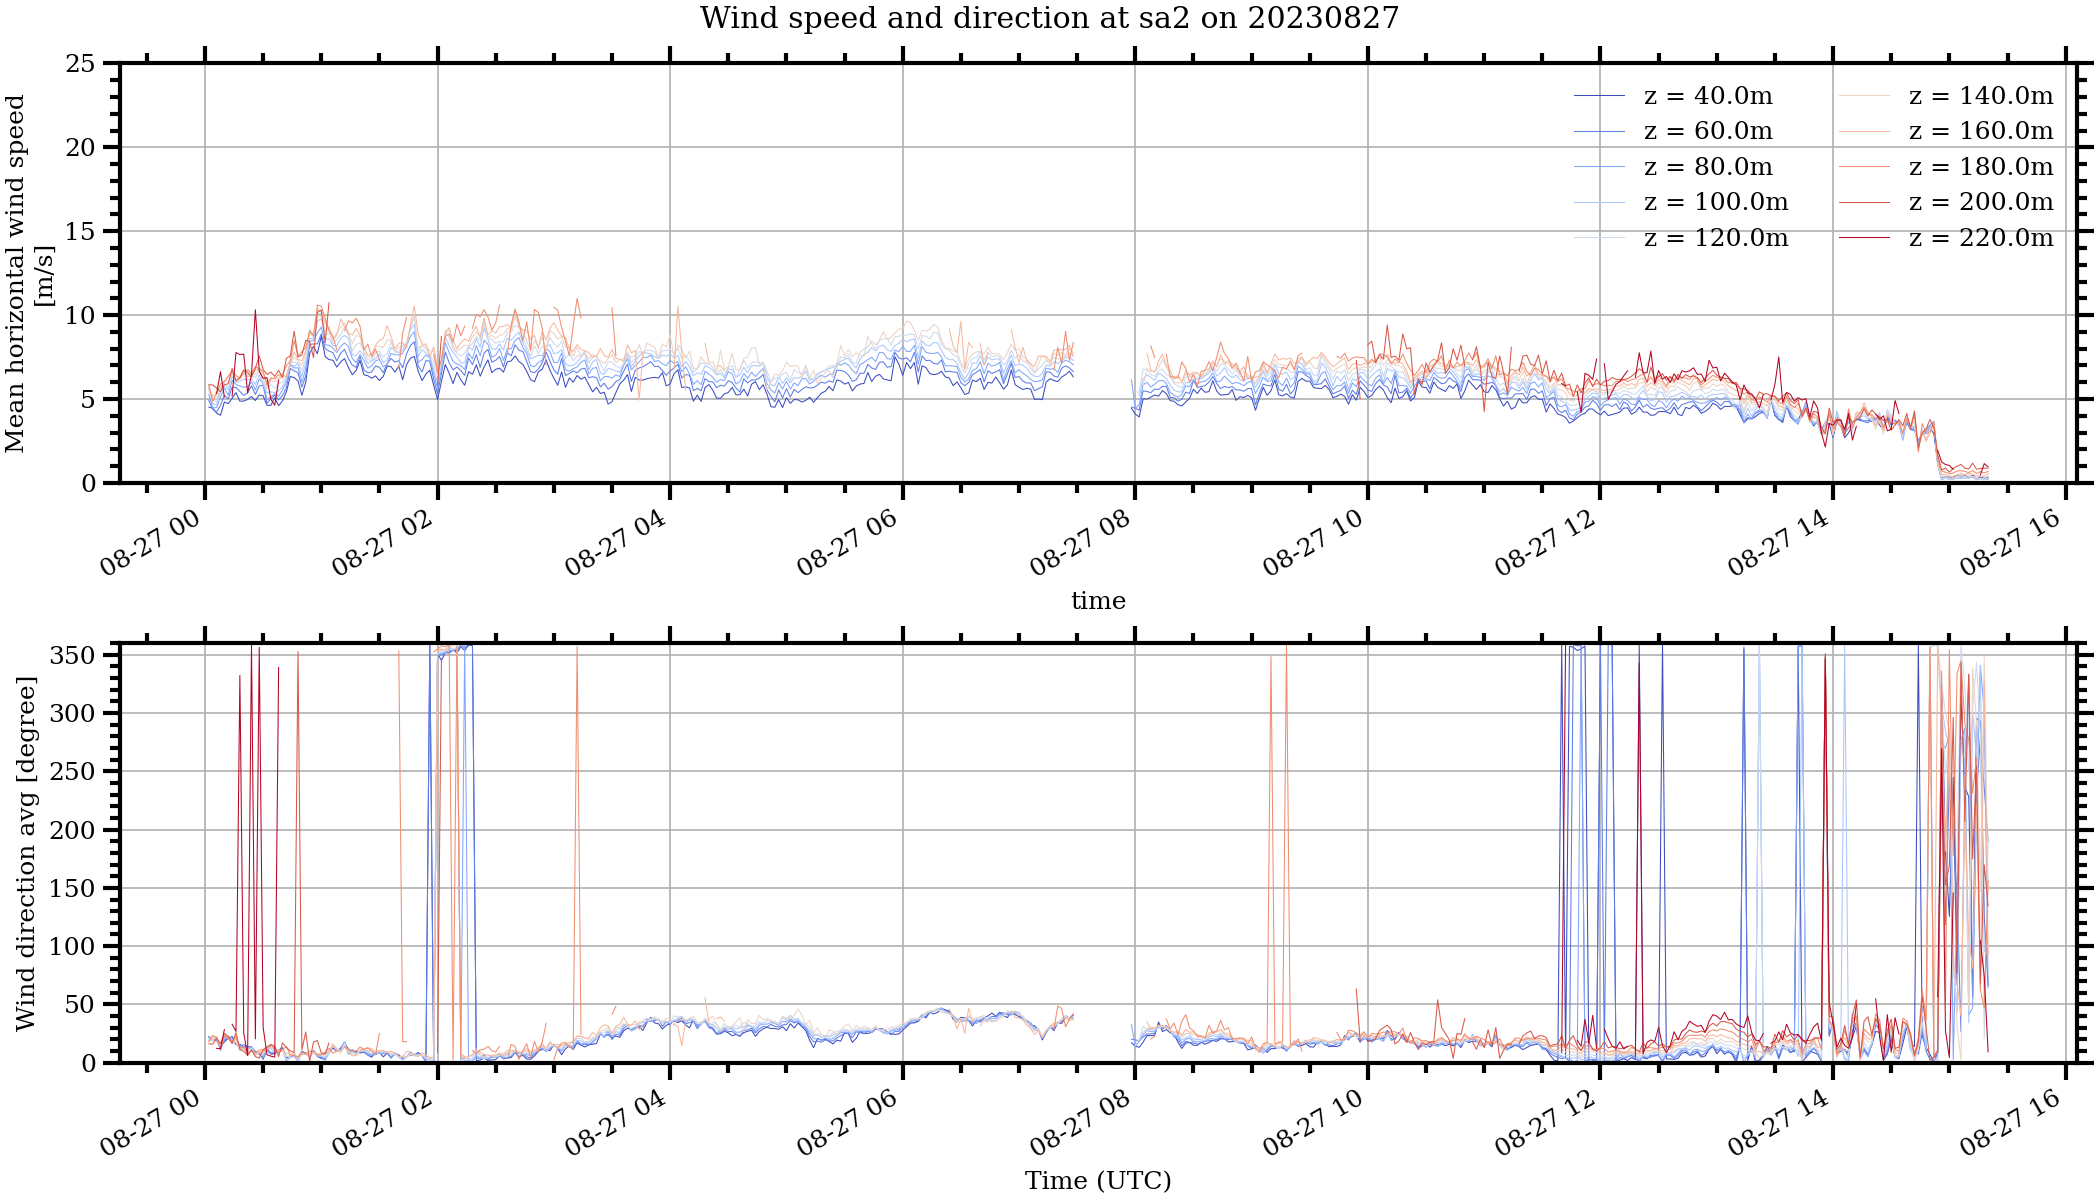 Wind speed and direction at sa2 on 20230827
Mean horizontal wind speed
[m/s]
25
20
15
10
5
0
z = 40.0m
z = 60.0m
z = 80.0m
z = 100.0m
z = 120.0m
z = 140.0m
z = 160.0m
z = 180.0m
z = 200.0m
z = 220.0m
08-27 00
08-27 02
08-27 04
08-27 06
08-27 08
08-27 10
08-27 12
08-27 14
08-27 16
time
Wind direction avg [degree]
350
300
250
200
150
100
50
0
08-27 00
08-27 02
08-27 04
08-27 06
08-27 08
08-27 10
08-27 12
08-27 14
08-27 16
Time (UTC)